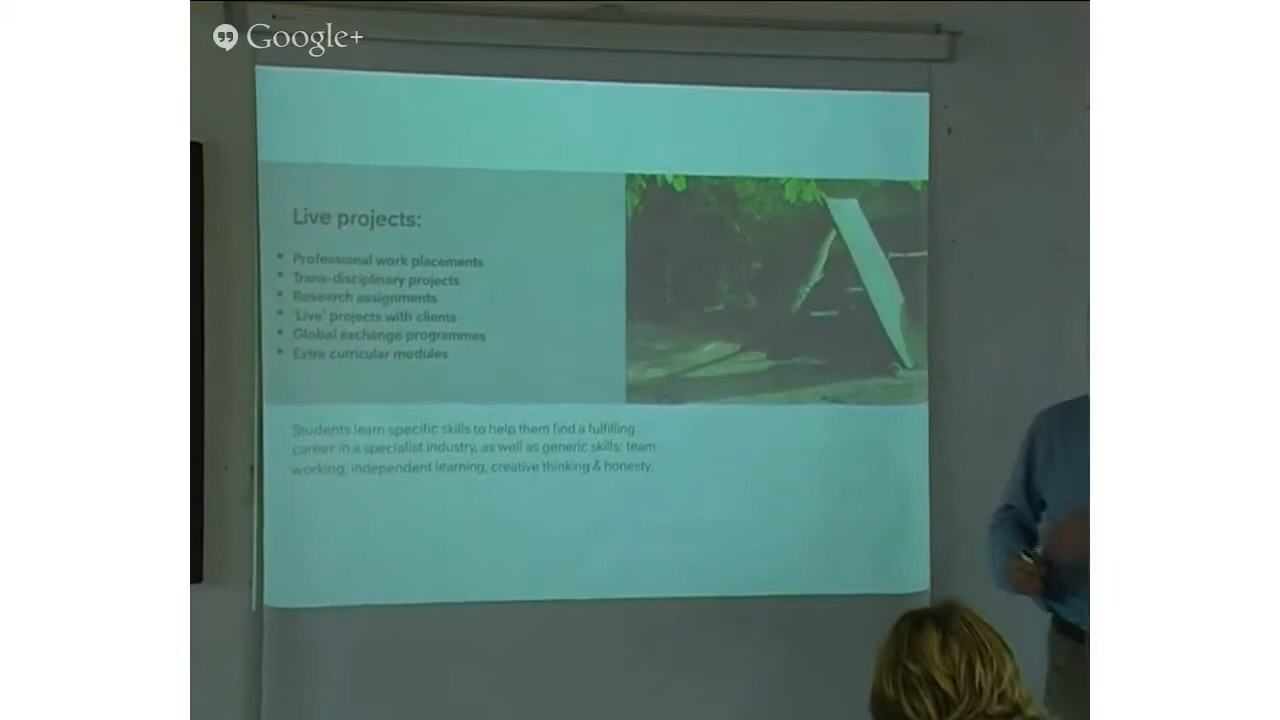 Google+
Live projects:
• Professional work placements
• Trans-disciplinary projects
• Research assignments
• 'Live' projects with clients
• Global exchange programmes
• Extra curricular modules
Students learn specific skills to help them find a fulfilling
career in a specialist industry, as well as generic skills: team
working, independent learning, creative thinking & honesty.